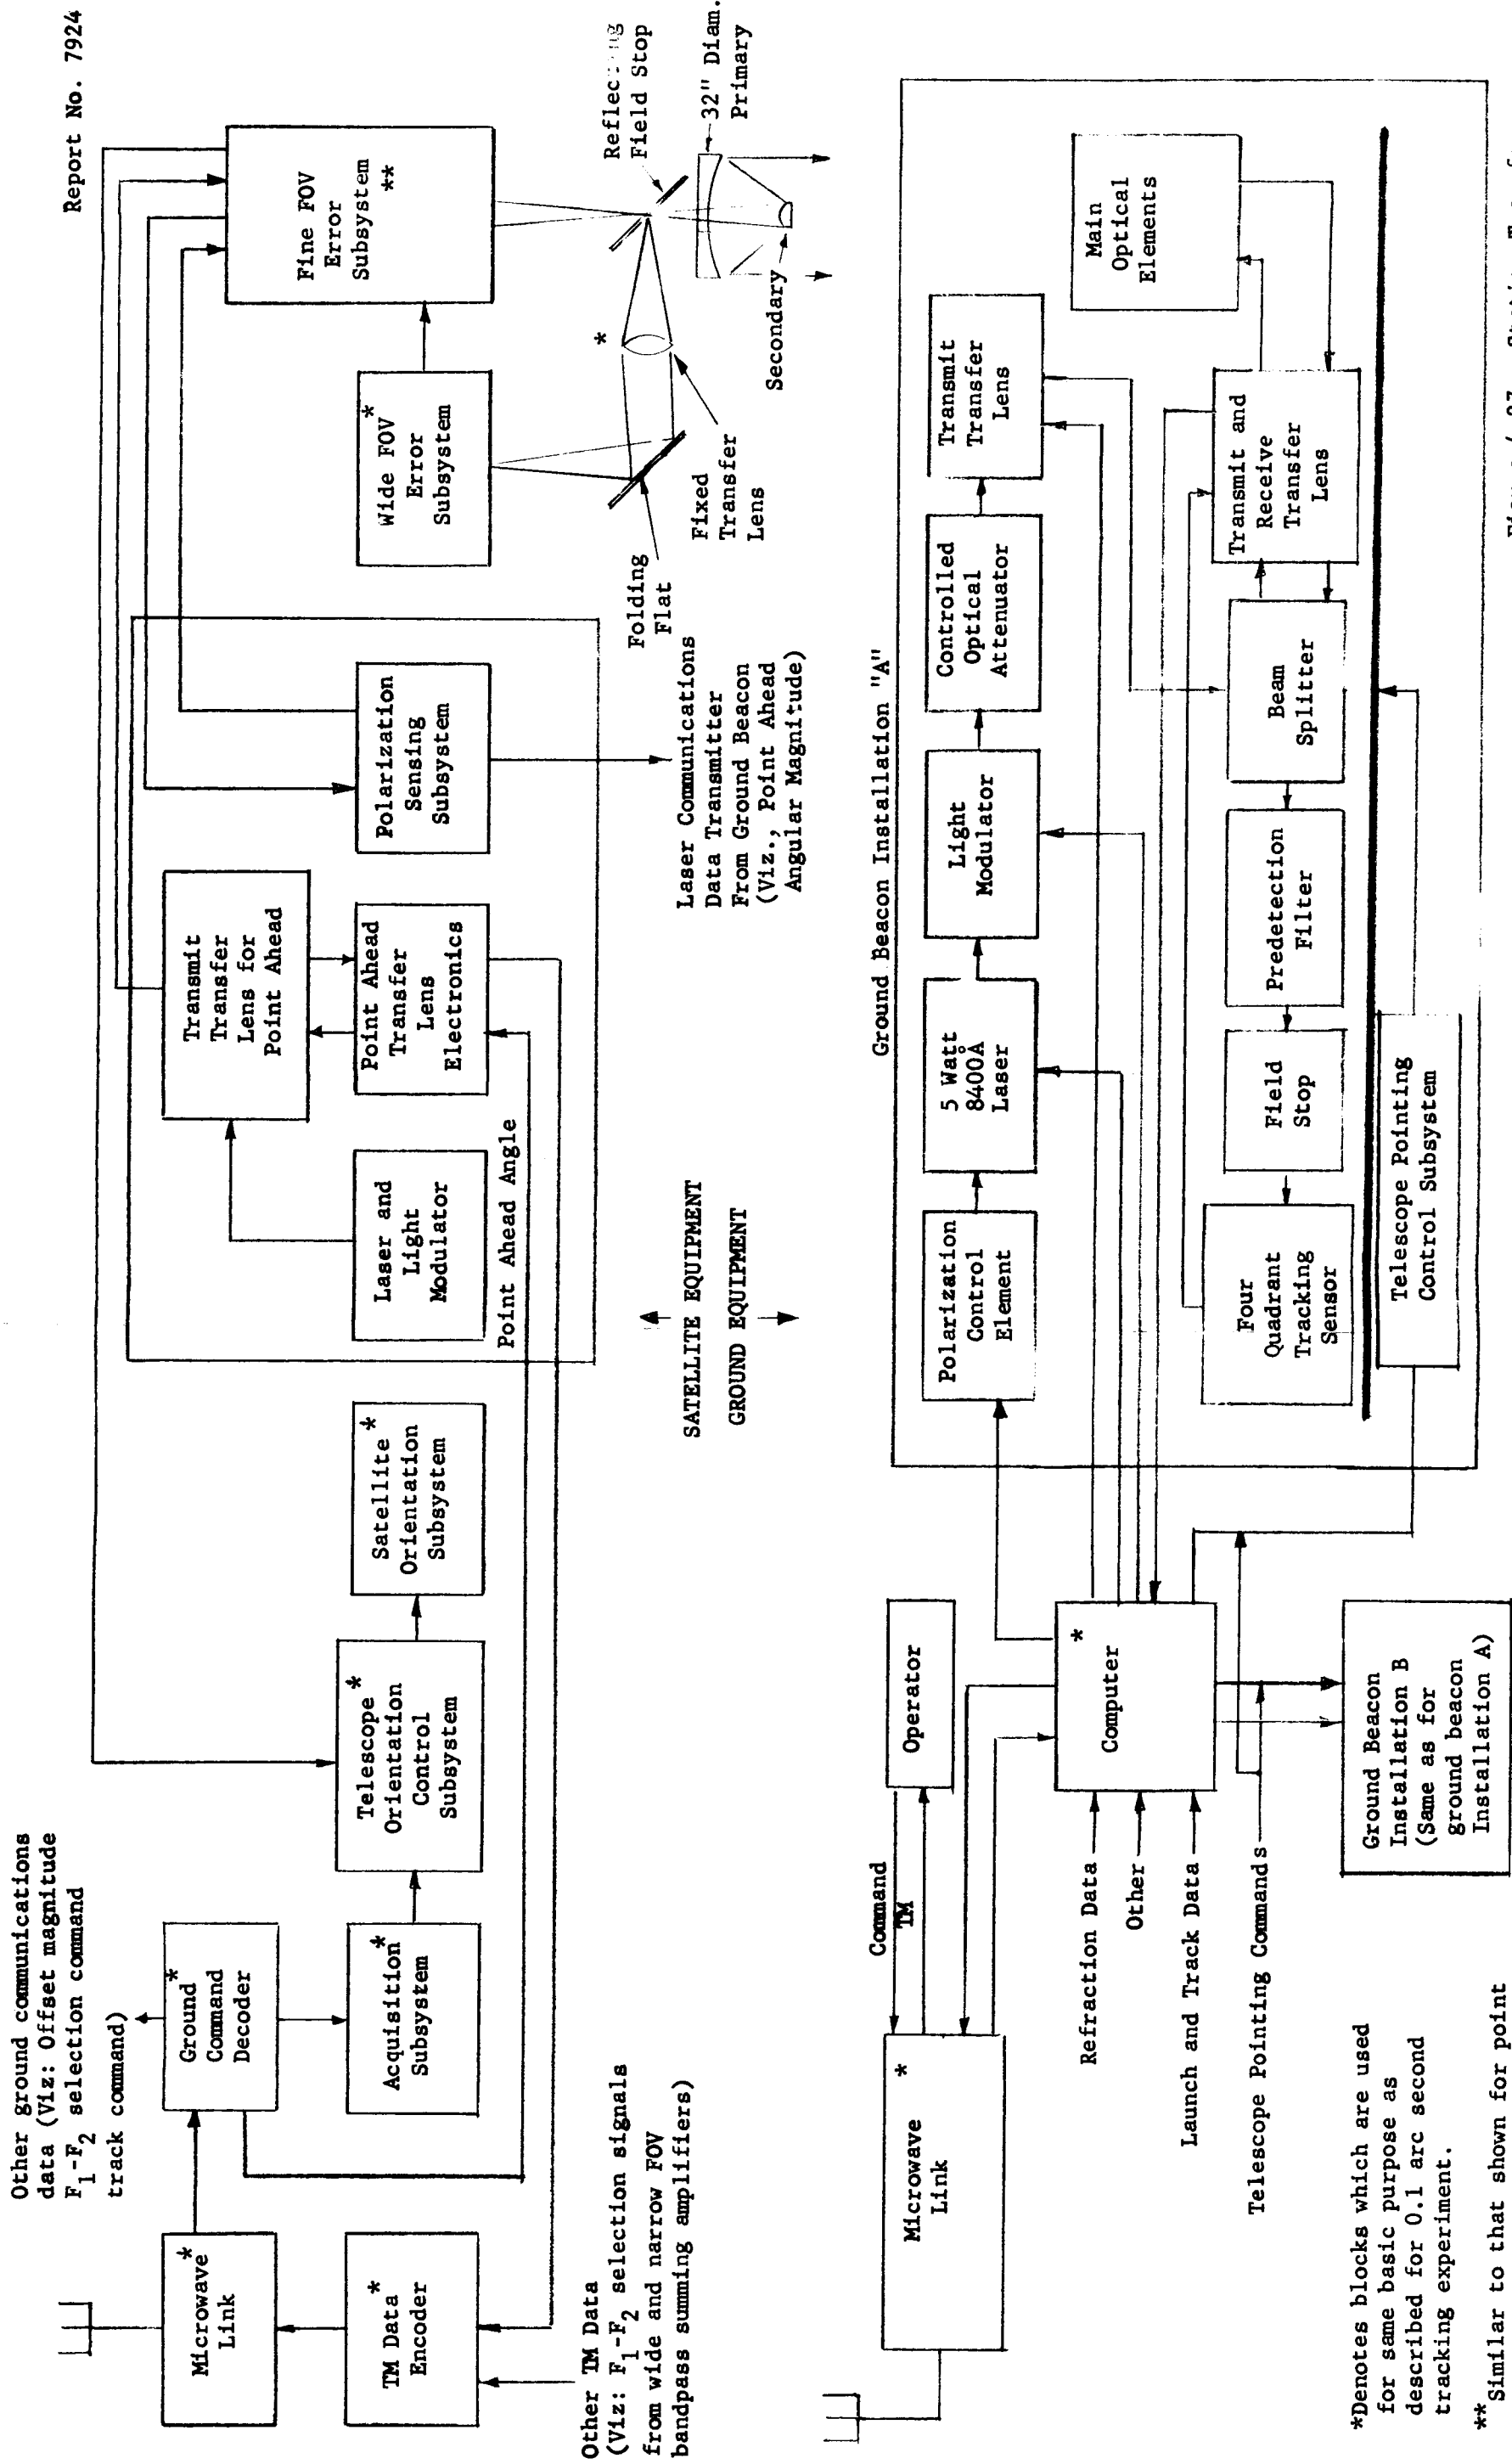 Report No. 7924
Other ground communications
data (Viz: Offset magnitude
F1-F2 selection command
track command)
Microwave*
Link
Ground*
Command
Decoder
TM Data*
Encoder
Acquisition*
Subsystem
Telescope*
Orientation
Control
Subsystem
Satellite*
Orientation
Subsystem
Other TM Data
(Viz: F1-F2 selection signals
from wide and narrow FOV
bandpass summing amplifiers)
Transmit
Transfer
Lens for
Point Ahead
Laser and
Light
Modulator
Point Ahead
Transfer
Lens
Electronics
Point Ahead Angle
Polarization
Sensing
Subsystem
Laser Communications
Data Transmitter
From Ground Beacon
(Viz., Point Ahead
Angular Magnitude)
Fine FOV
Error
Subsystem
**
Wide FOV*
Error
Subsystem
*
Folding
Flat
Fixed
Transfer
Lens
Reflecting
Field Stop
32" Diam.
Primary
Secondary
SATELLITE EQUIPMENT
GROUND EQUIPMENT
Microwave *
Link
Command
TM
Operator
*
Computer
Refraction Data
Other
Launch and Track Data
Telescope Pointing Commands
Ground Beacon
Installation B
(Same as for
ground beacon
Installation A)
Ground Beacon Installation "A"
Polarization
Control
Element
5 Watt
8400Å
Laser
Light
Modulator
Controlled
Optical
Attenuator
Transmit
Transfer
Lens
Main
Optical
Elements
Four
Quadrant
Tracking
Sensor
Field
Stop
Predetection
Filter
Beam
Splitter
Transmit and
Receive
Transfer
Lens
Telescope Pointing
Control Subsystem
*Denotes blocks which are used
for same basic purpose as
described for 0.1 arc second
tracking experiment.
**Similar to that shown for point